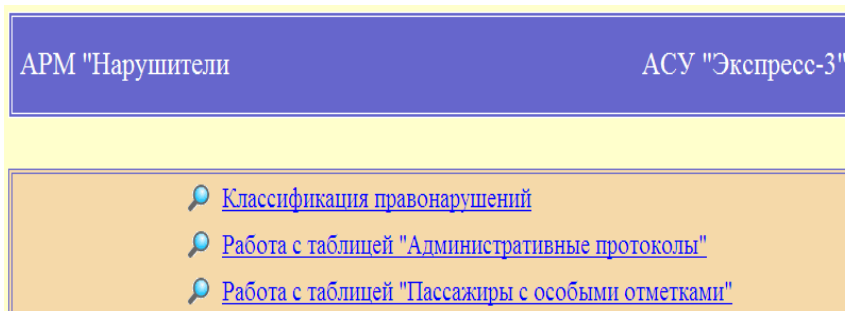 АРМ "Нарушители АСУ "Экспресс-3"
Классификация правонарушений
Работа с таблицей "Административные протоколы"
Работа с таблицей "Пассажиры с особыми отметками"